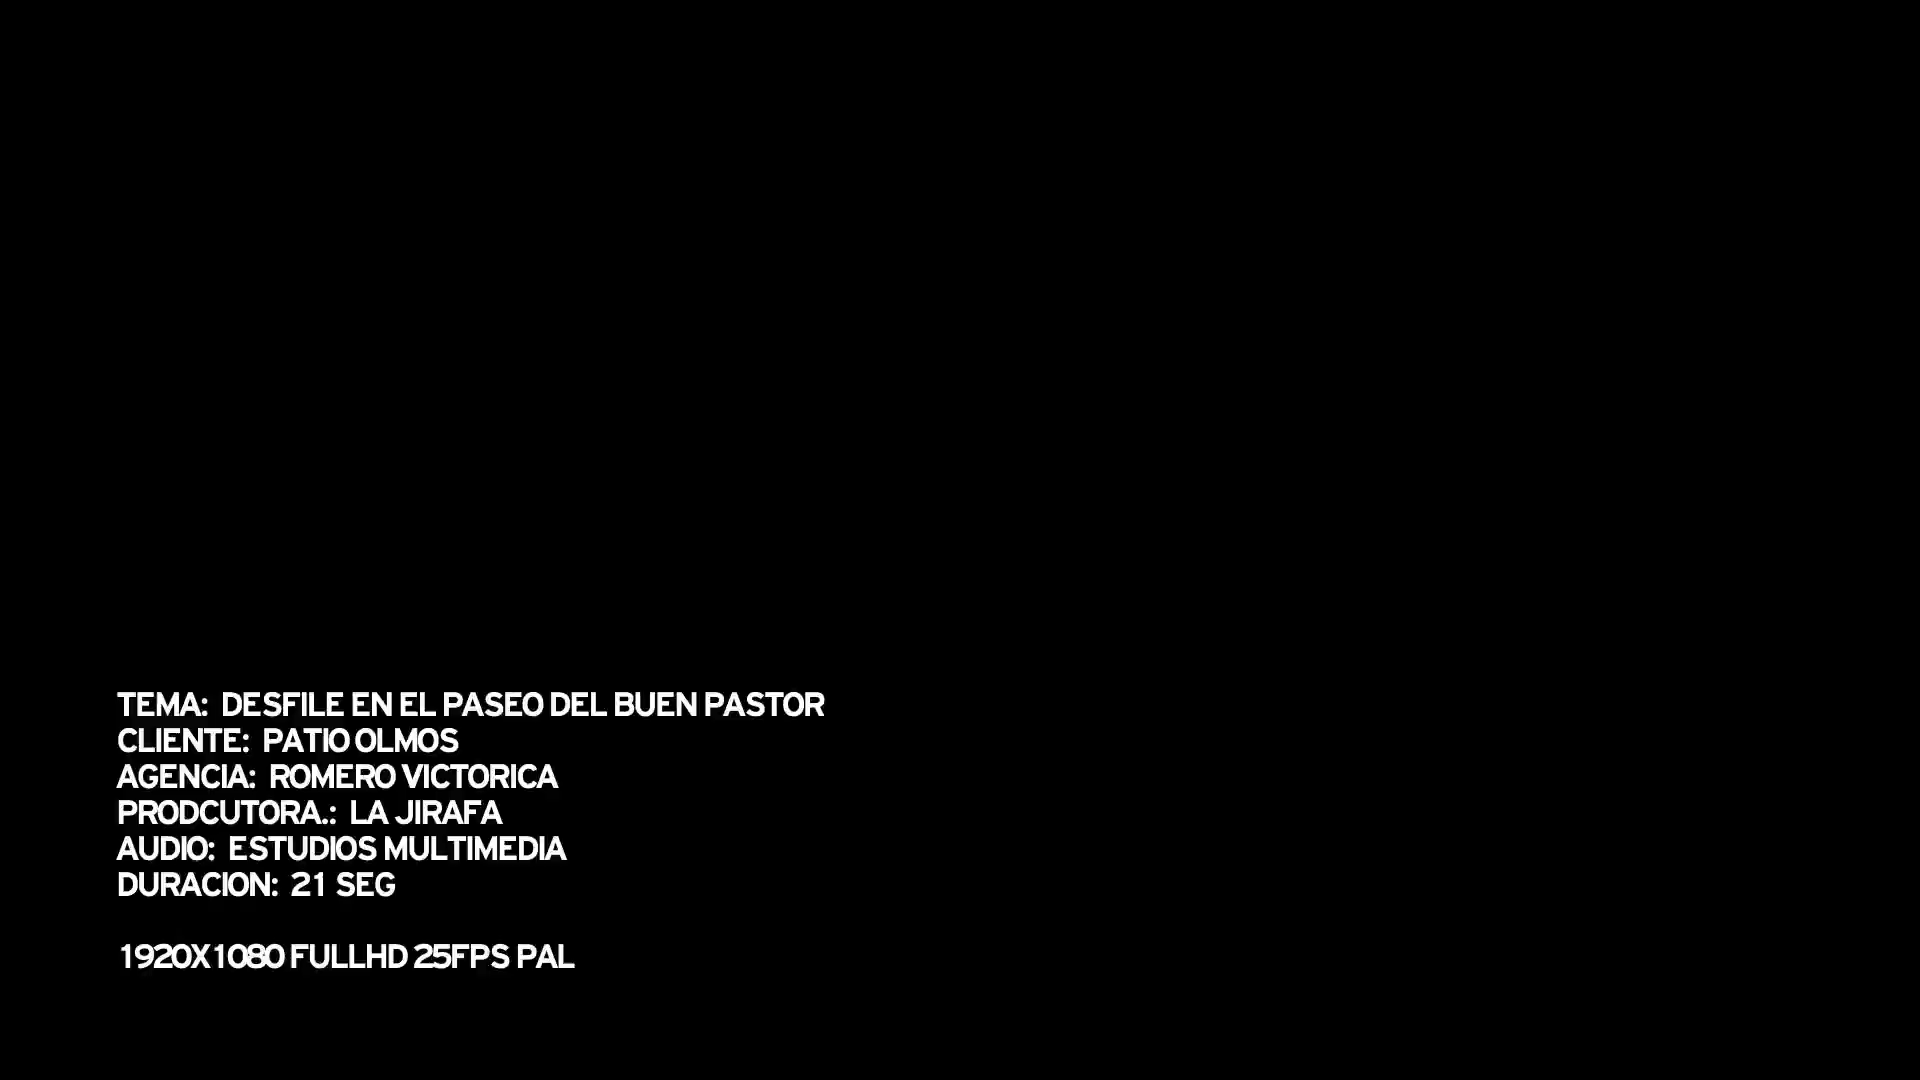 TEMA: DESFILE EN EL PASEO DEL BUEN PASTOR
CLIENTE: PATIO OLMOS
AGENCIA: ROMERO VICTORICA
PRODCUTORA.: LA JIRAFA
AUDIO: ESTUDIOS MULTIMEDIA
DURACION: 21 SEG
1920X1080 FULLHD 25FPS PAL